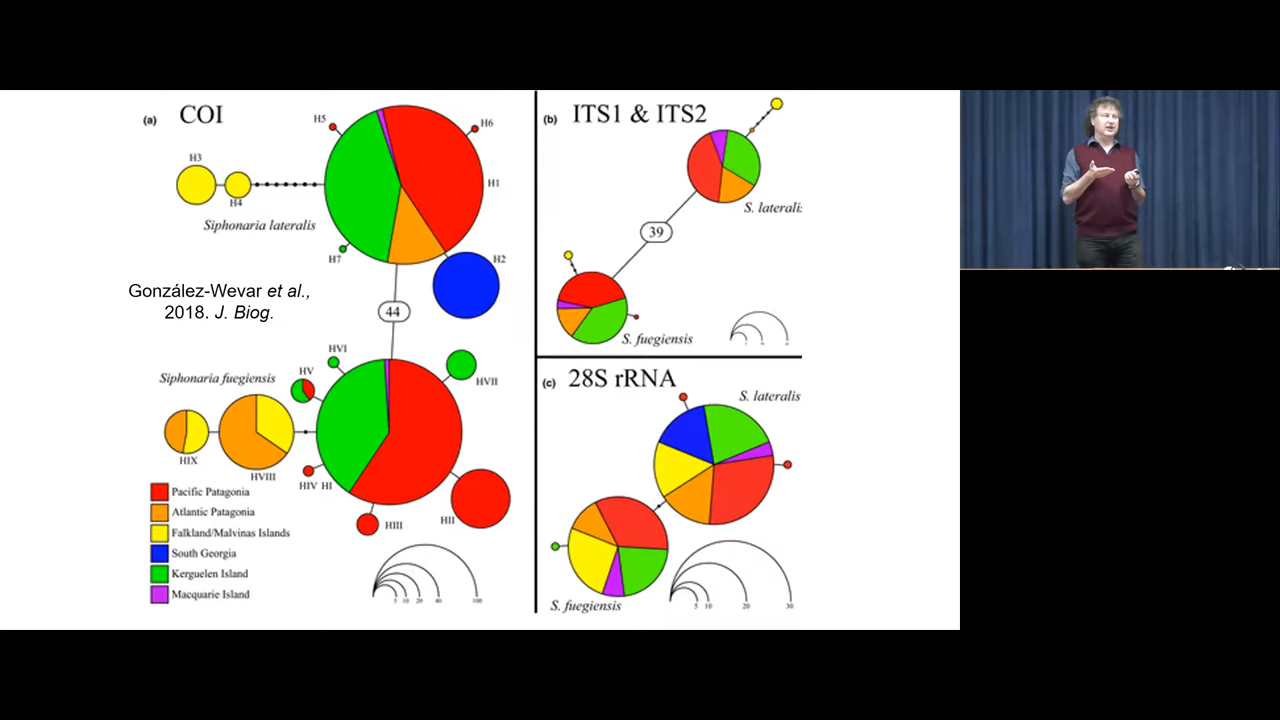 (a) COI
H5
H6
H3
H1
H4
Siphonaria lateralis
H7
H2
González-Wevar et al.,
2018. J. Biog.
44
HVI
Siphonaria fuegiensis
HV
HVII
HIX
HVIII
HIV HI
HII
HIII
Pacific Patagonia
Atlantic Patagonia
Falkland/Malvinas Islands
South Georgia
Kerguelen Island
Macquarie Island
5 10 20 40 100
(b) ITS1 & ITS2
S. lateralis
39
S. fuegiensis
(c) 28S rRNA
S. lateralis
S. fuegiensis
5 10 20 30